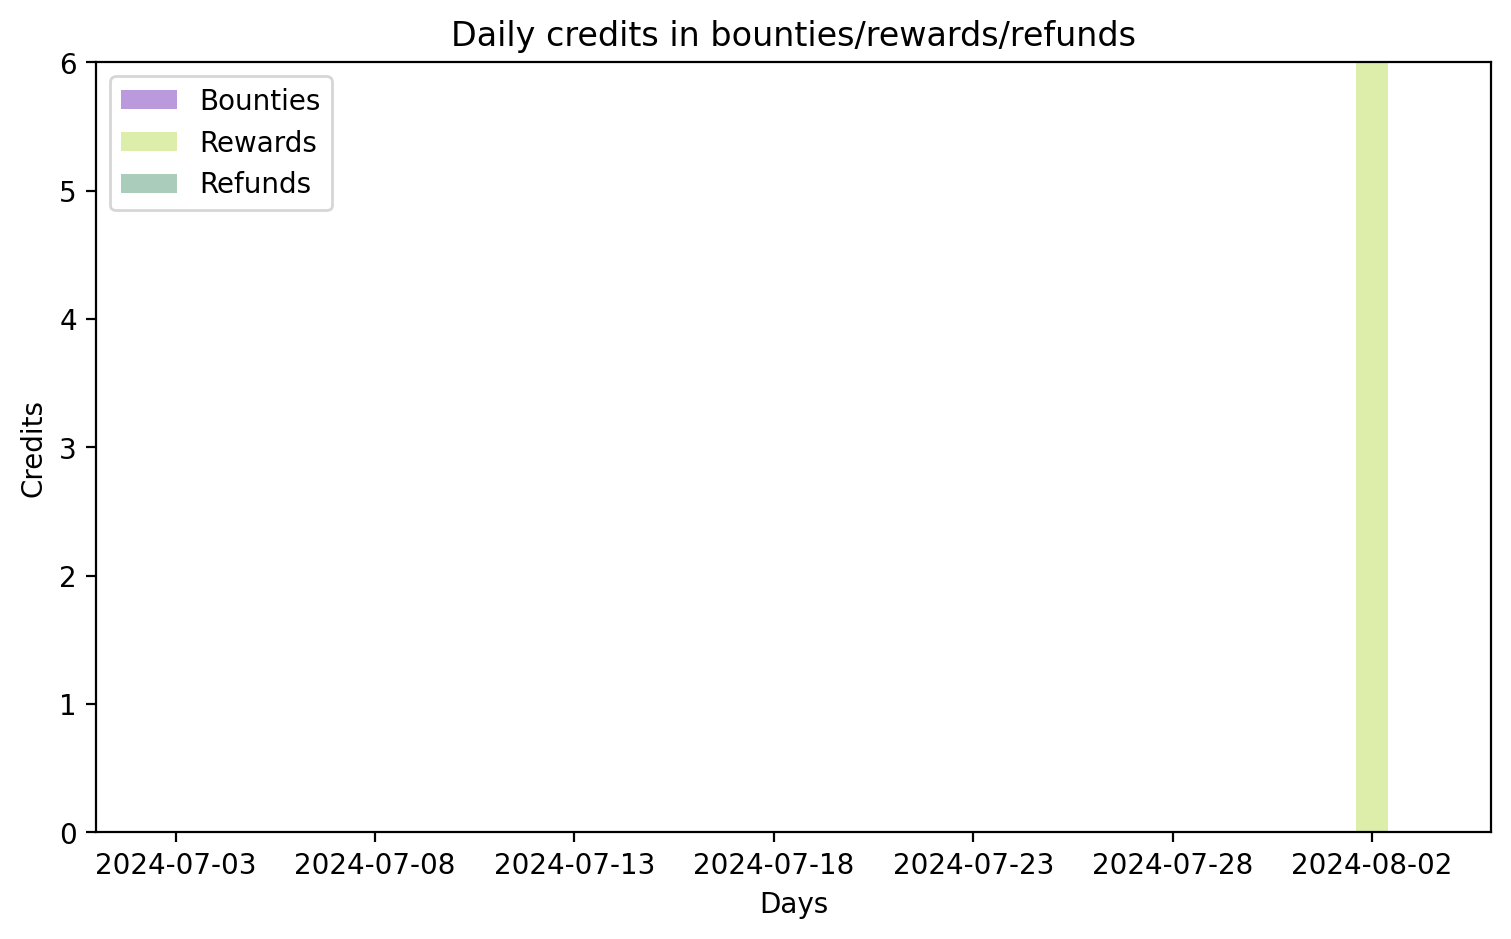 Daily credits in bounties/rewards/refunds
Bounties
Rewards
Refunds
6
5
4
3
2
1
0
Credits
2024-07-03 2024-07-08 2024-07-13 2024-07-18 2024-07-23 2024-07-28 2024-08-02
Days